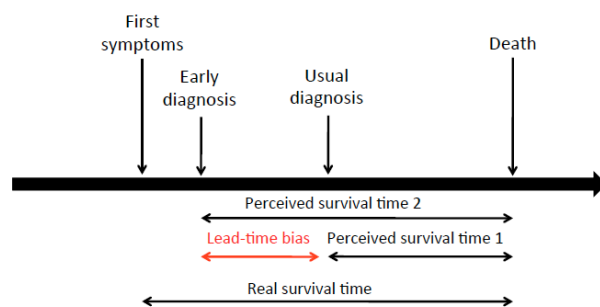 First
symptoms
Early
diagnosis
Usual
diagnosis
Death
Perceived survival time 2
Lead-time bias
Perceived survival time 1
Real survival time